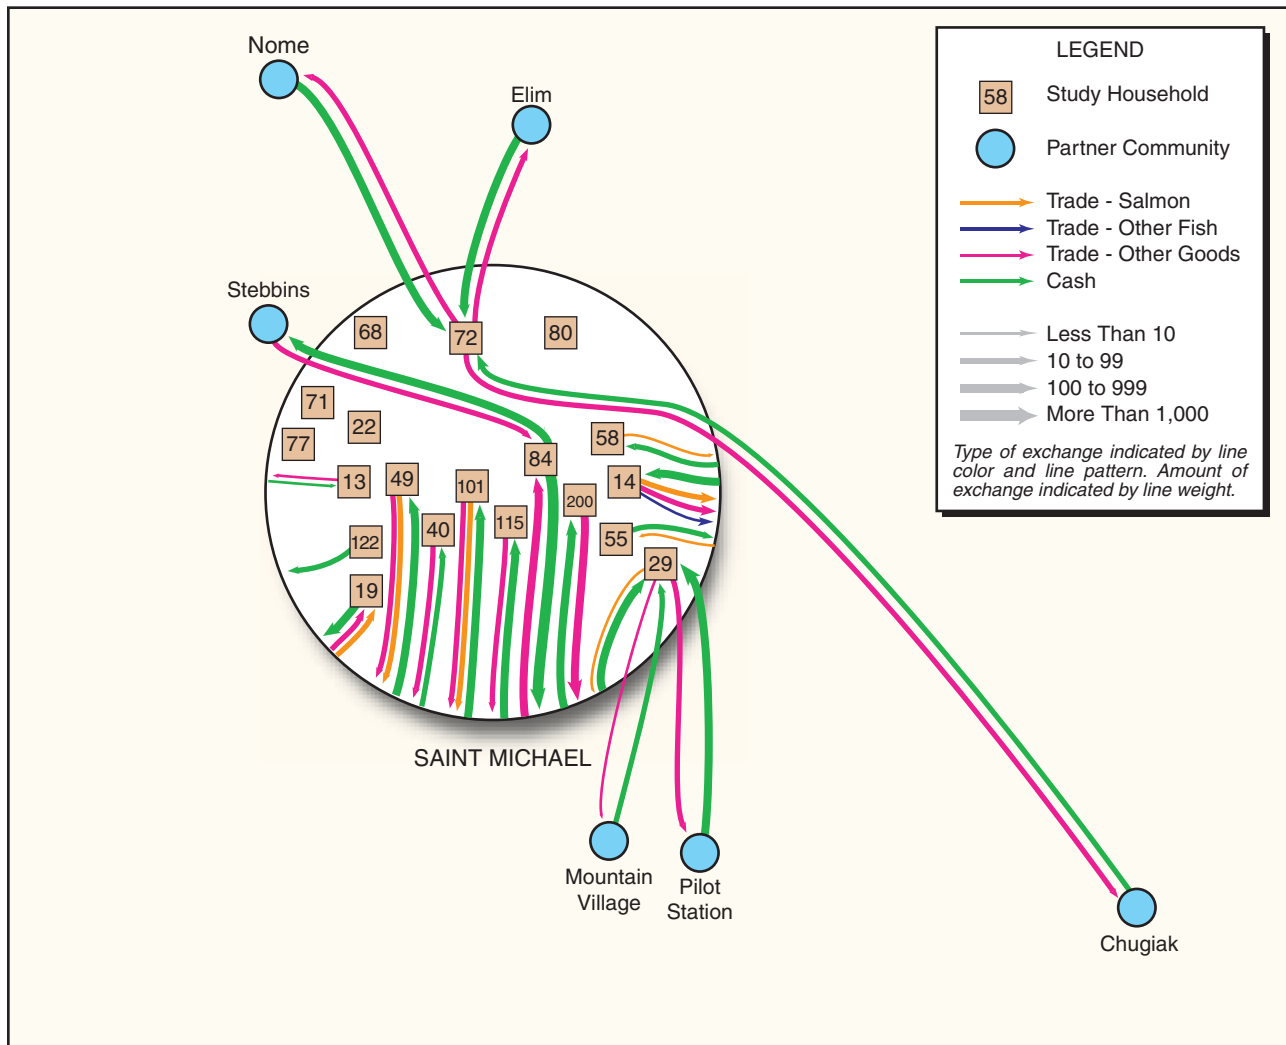 Nome
Elim
Stebbins
68
72
80
71
22
77
13
49
101
84
58
14
200
40
115
55
122
29
19
SAINT MICHAEL
Mountain
Village
Pilot
Station
Chugiak
LEGEND
58
Study Household
Partner Community
Trade - Salmon
Trade - Other Fish
Trade - Other Goods
Cash
Less Than 10
10 to 99
100 to 999
More Than 1,000
Type of exchange indicated by line
color and line pattern. Amount of
exchange indicated by line weight.